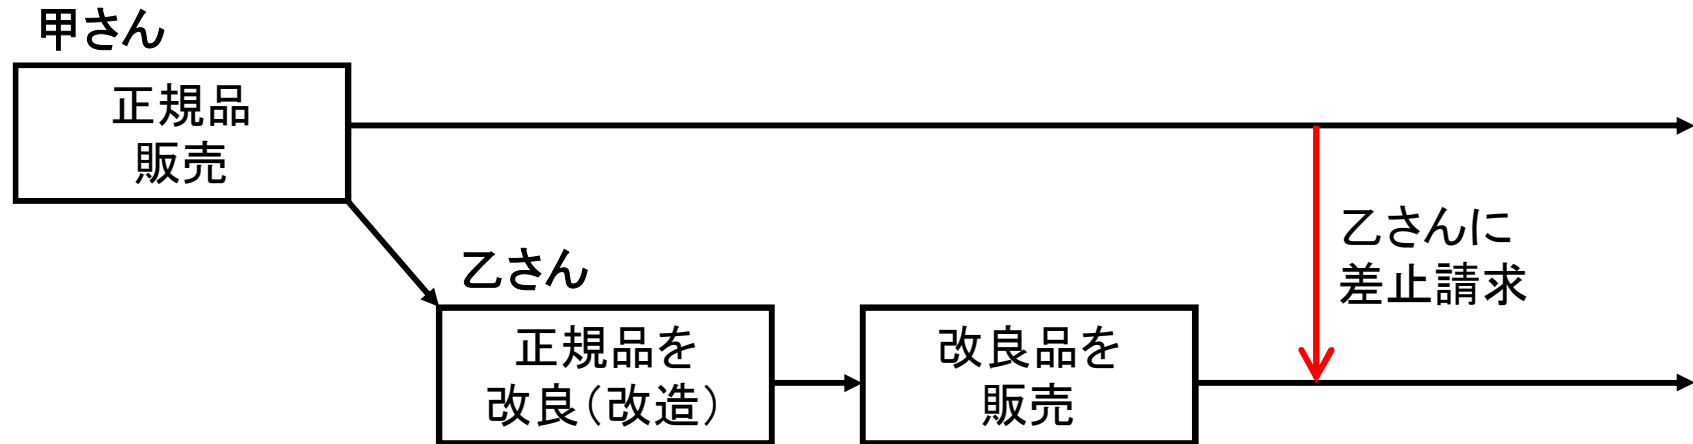 甲さん
正規品
販売
乙さん
正規品を
改良(改造)
改良品を
販売
乙さんに
差止請求